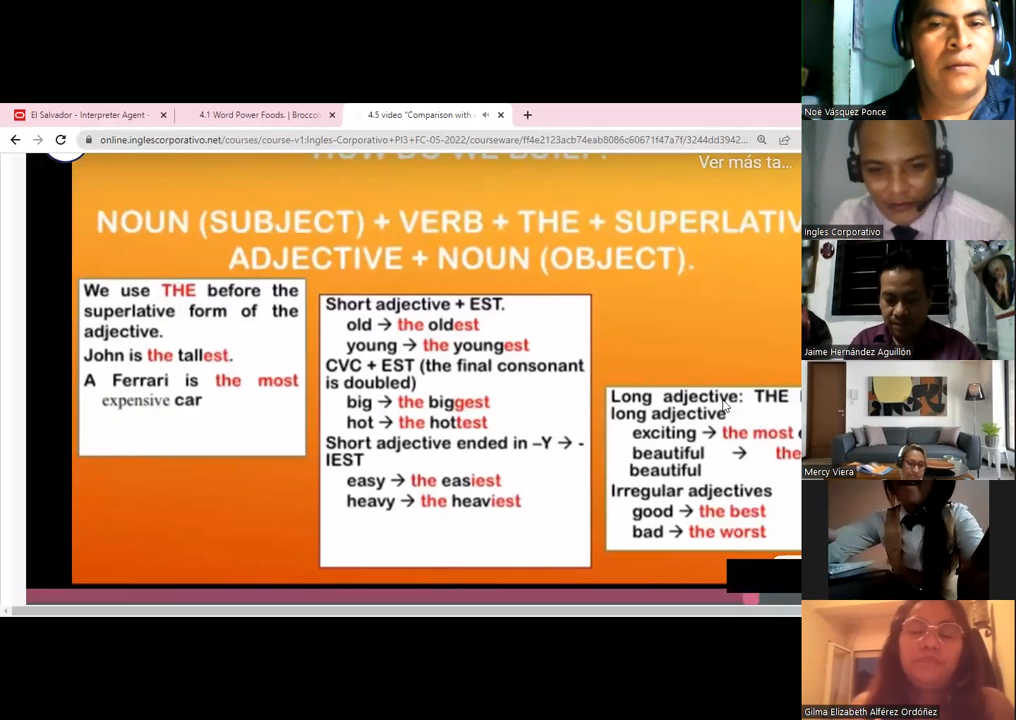 El Salvador - Interpreter Agent -
4.1 Word Power Foods. | Brocco
4.5 video "Comparison with
online.inglescorporativo.net/courses/course-v1:Ingles-Corporativo+PI3+FC-05-2022/courseware/ff4e2123acb74eab8086c60671f47a7f/3244dd3942...
HOW DO WE
Ver más ta...
NOUN (SUBJECT) + VERB + THE + SUPERLATIV
ADJECTIVE + NOUN (OBJECT).
We use THE before the
superlative form of the
adjective.
John is the tallest.
A Ferrari is the most
expensive car
Short adjective + EST.
old → the oldest
young → the youngest
CVC + EST (the final consonant
is doubled)
big → the biggest
hot → the hottest
Short adjective ended in –Y → -
IEST
easy → the easiest
heavy → the heaviest
Long adjective: THE
long adjective
exciting → the most
beautiful → the
beautiful
Irregular adjectives
good → the best
bad → the worst
Noe Vásquez Ponce
Ingles Corporativo
Jaime Hernández Aguillón
Mercy Viera
Gilma Elizabeth Alférez Ordóñez